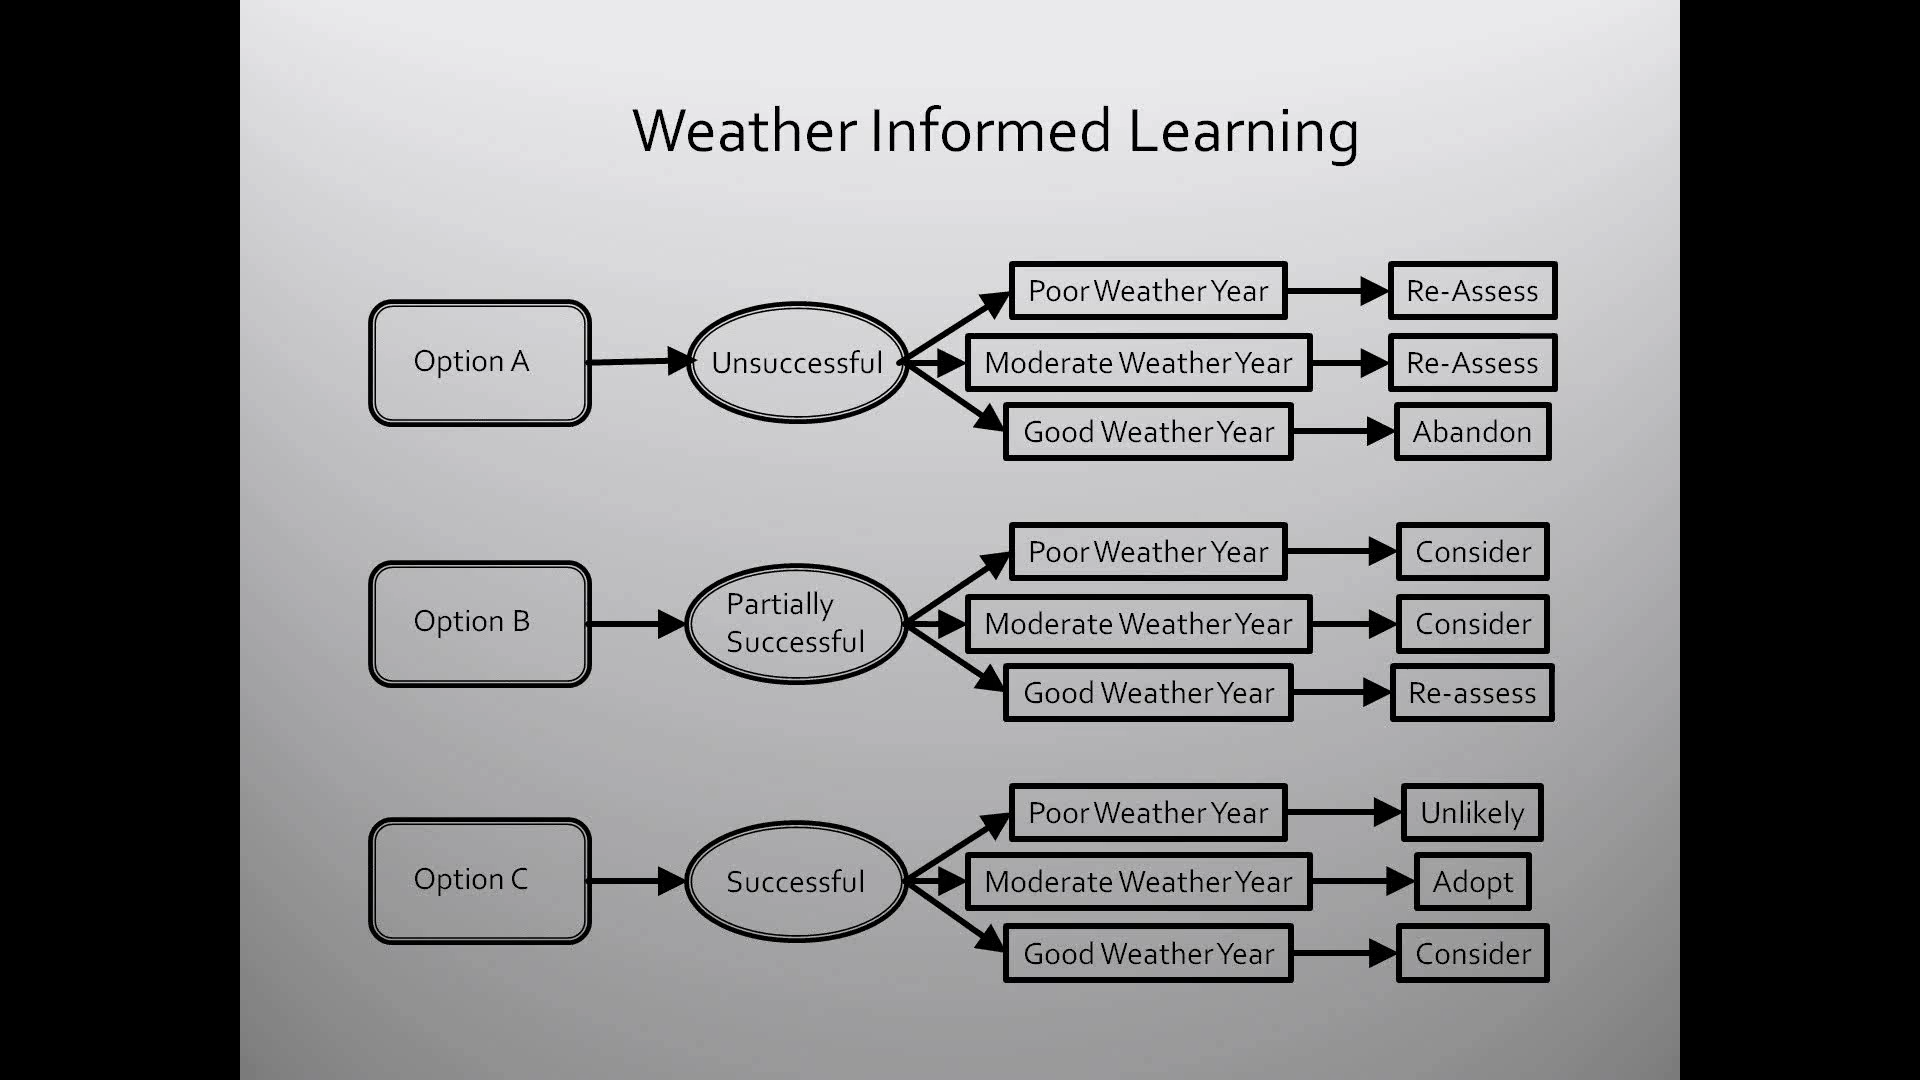 Weather Informed Learning
Option A
Unsuccessful
Poor Weather Year
Re-Assess
Moderate Weather Year
Re-Assess
Good Weather Year
Abandon
Option B
Partially
Successful
Poor Weather Year
Consider
Moderate Weather Year
Consider
Good Weather Year
Re-assess
Option C
Successful
Poor Weather Year
Unlikely
Moderate Weather Year
Adopt
Good Weather Year
Consider